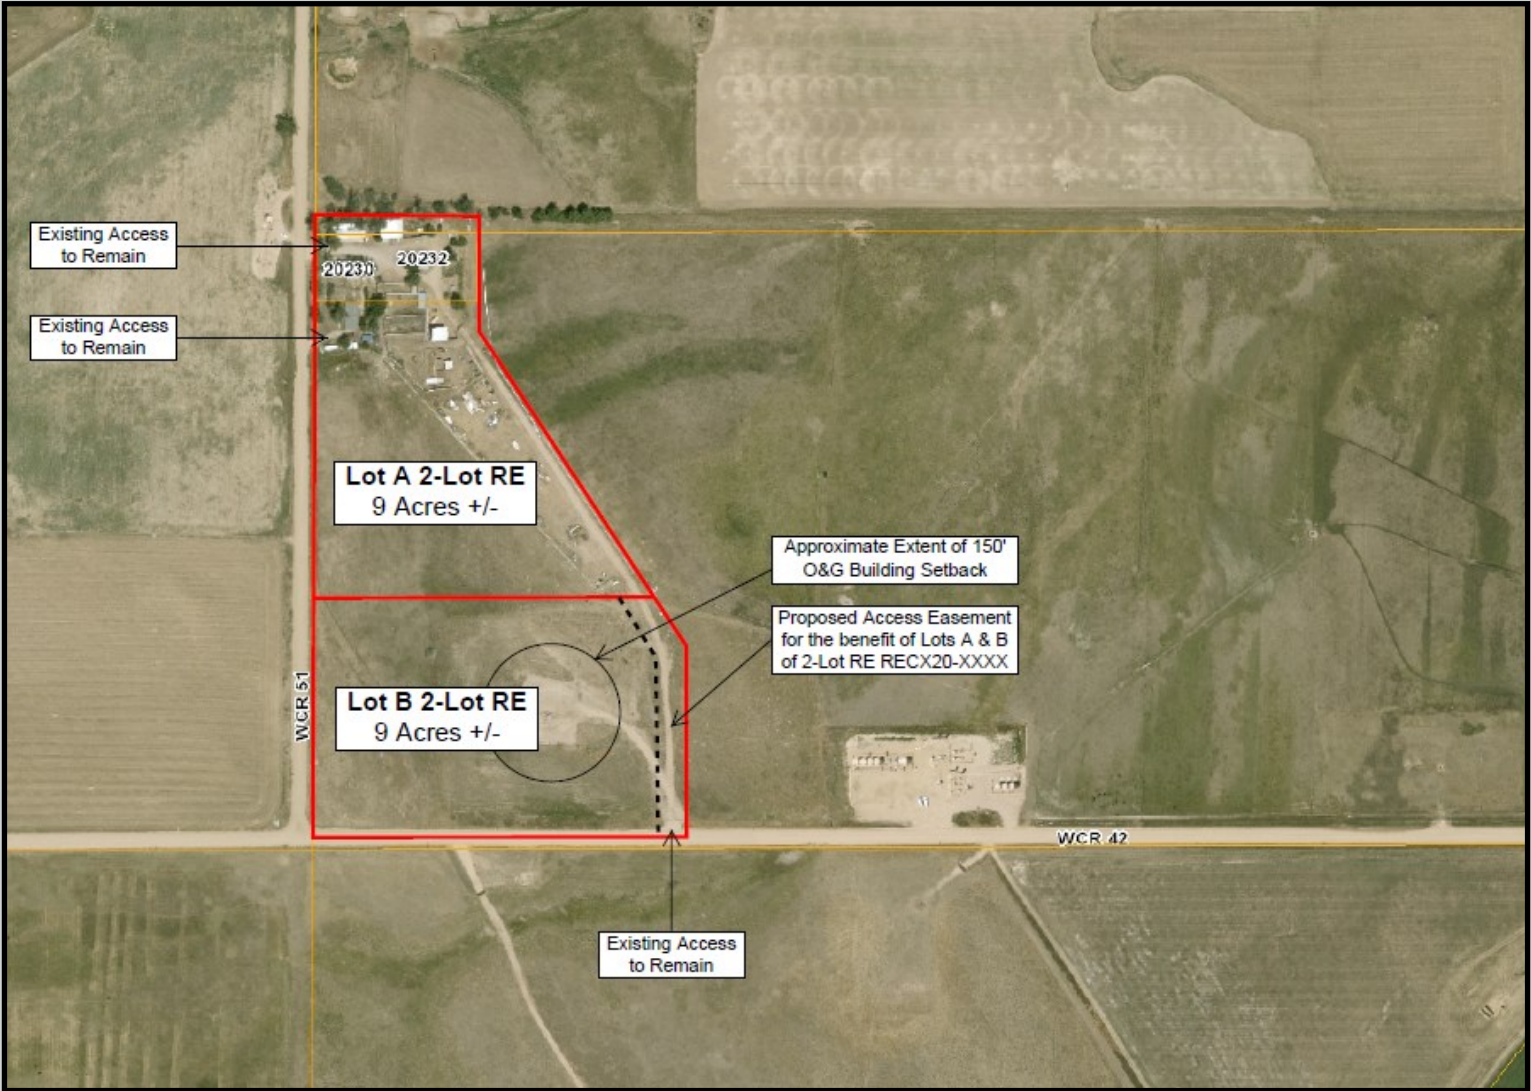 Existing Access
to Remain
20230
20232
Existing Access
to Remain
Lot A 2-Lot RE
9 Acres +/-
Approximate Extent of 150'
O&G Building Setback
Proposed Access Easement
for the benefit of Lots A & B
of 2-Lot RE RECX20-XXXX
WCR 51
Lot B 2-Lot RE
9 Acres +/-
WCR 42
Existing Access
to Remain